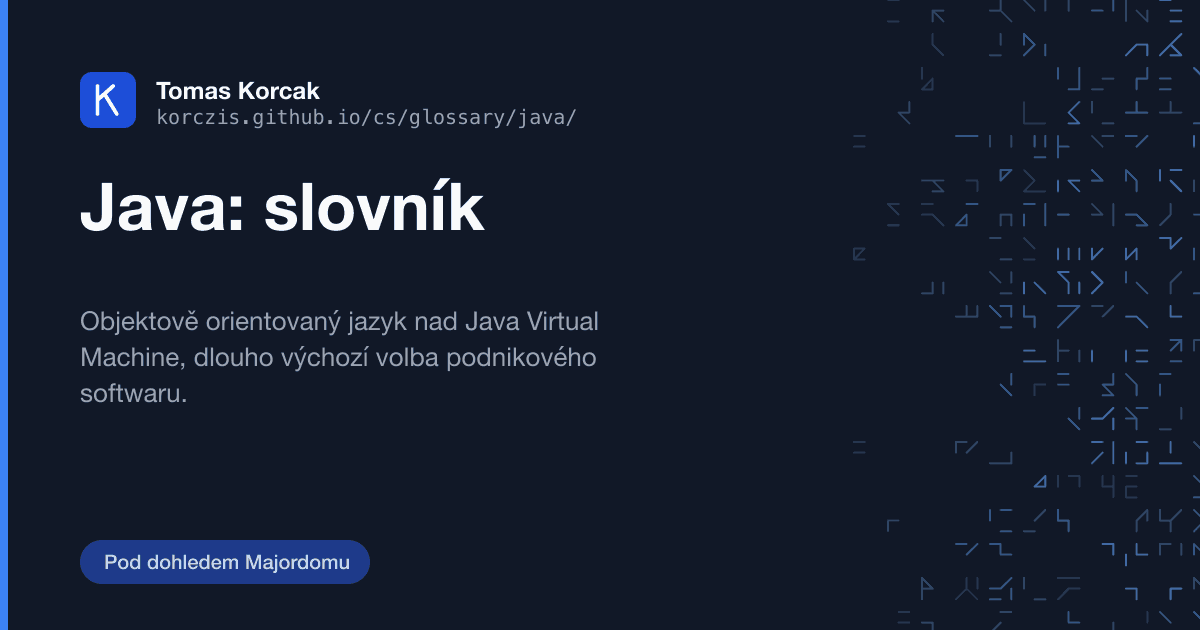 K
Tomas Korcak
korczis.github.io/cs/glossary/java/
Java: slovník
Objektově orientovaný jazyk nad Java Virtual
Machine, dlouho výchozí volba podnikového
softwaru.
Pod dohledem Majordomu